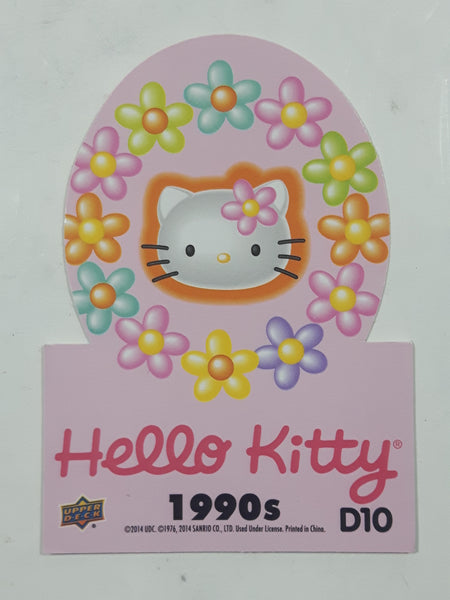 Hello Kitty®
UPPER DECK
1990s
D10
©2014 UDC. ©1976, 2014 SANRIO CO., LTD. Used Under License. Printed in China.